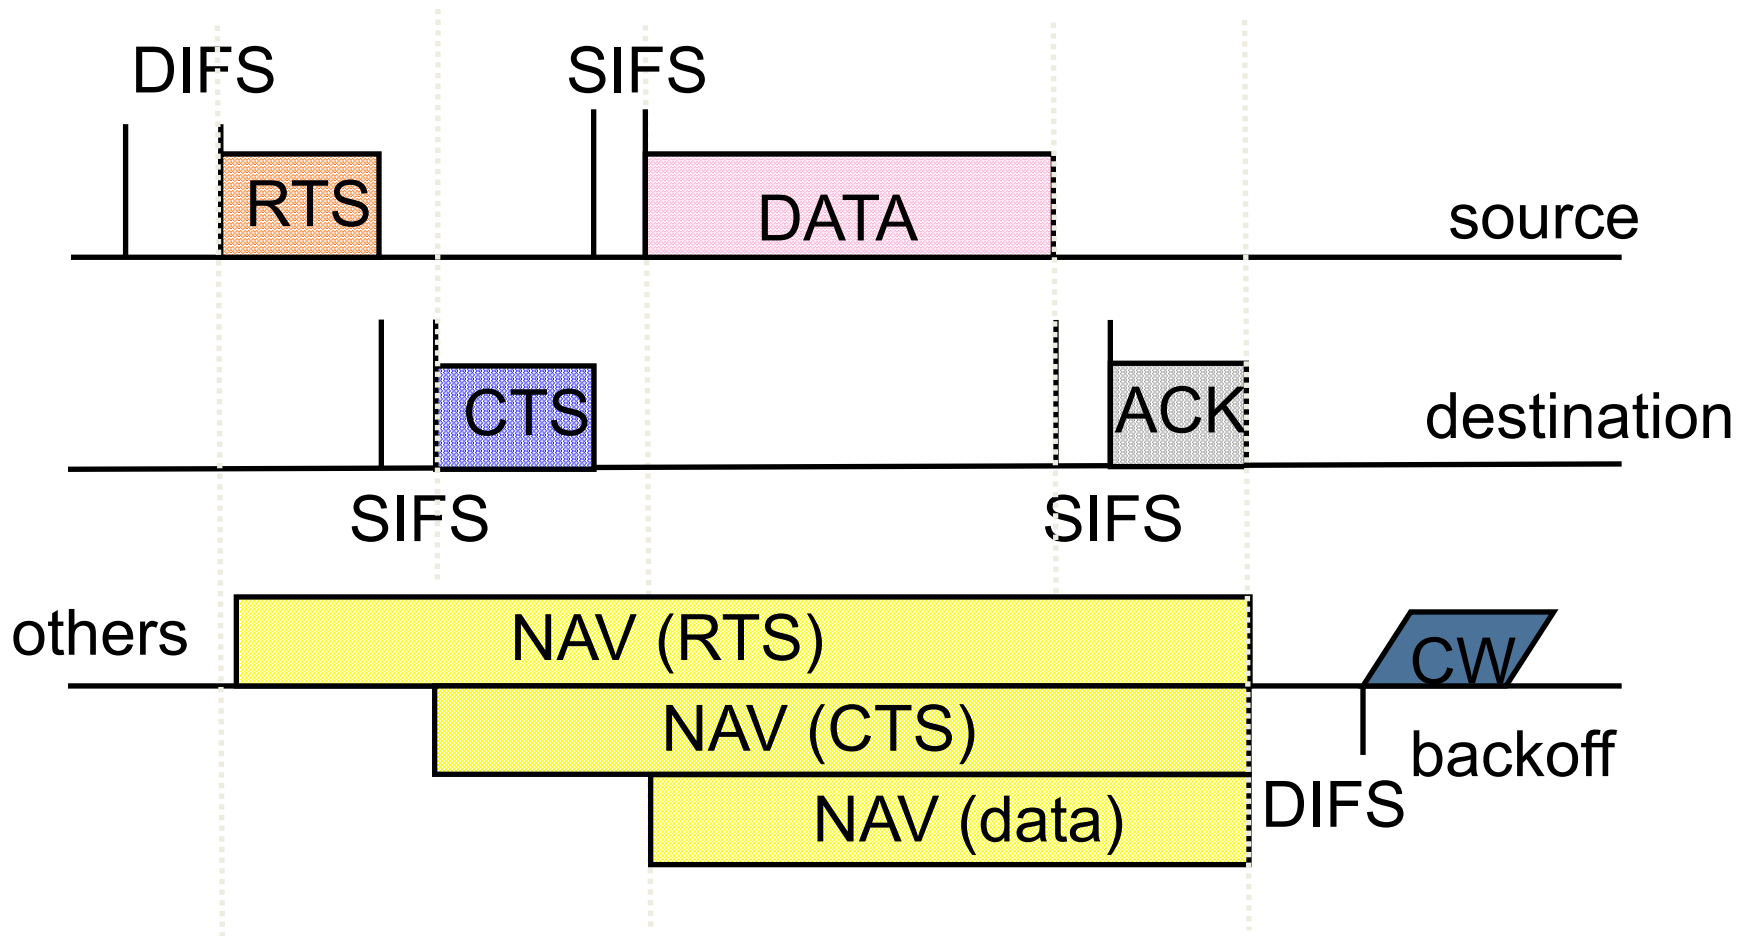 DIFS
SIFS
RTS
DATA
source
CTS
ACK
destination
SIFS
SIFS
others
NAV (RTS)
CW
NAV (CTS)
backoff
NAV (data)
DIFS